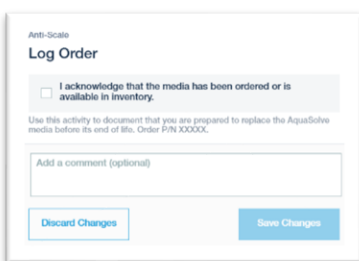 Anti-Scale
Log Order
I acknowledge that the media has been ordered or is
available in inventory.
Use this activity to document that you are prepared to replace the AquaSolve
media before its end of life. Order P/N XXXXX.
Add a comment (optional)
Discard Changes
Save Changes